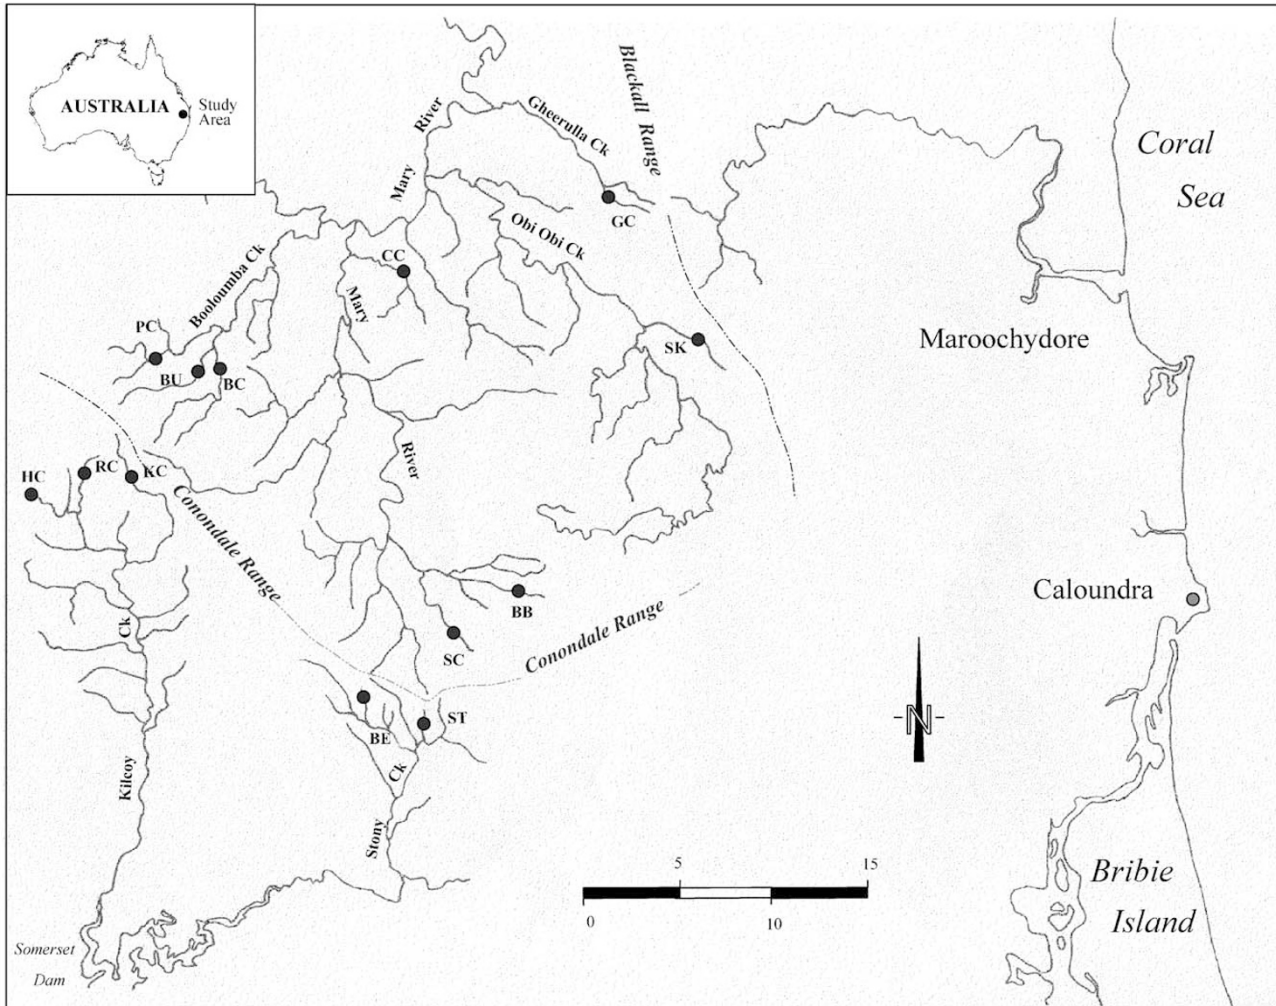 AUSTRALIA
Study
Area
Blackall Range
Gheerulla Ck
River
Mary
Coral
Sea
GC
Obi Obi Ck
CC
Booloumba Ck
Mary
PC
Maroochydore
SK
BU
BC
River
RC
KC
HC
Conondale Range
Caloundra
BB
Ck
Conondale Range
SC
ST
N
BE
Ck
Kilcoy
Stony
5
15
0
10
Bribie
Island
Somerset
Dam